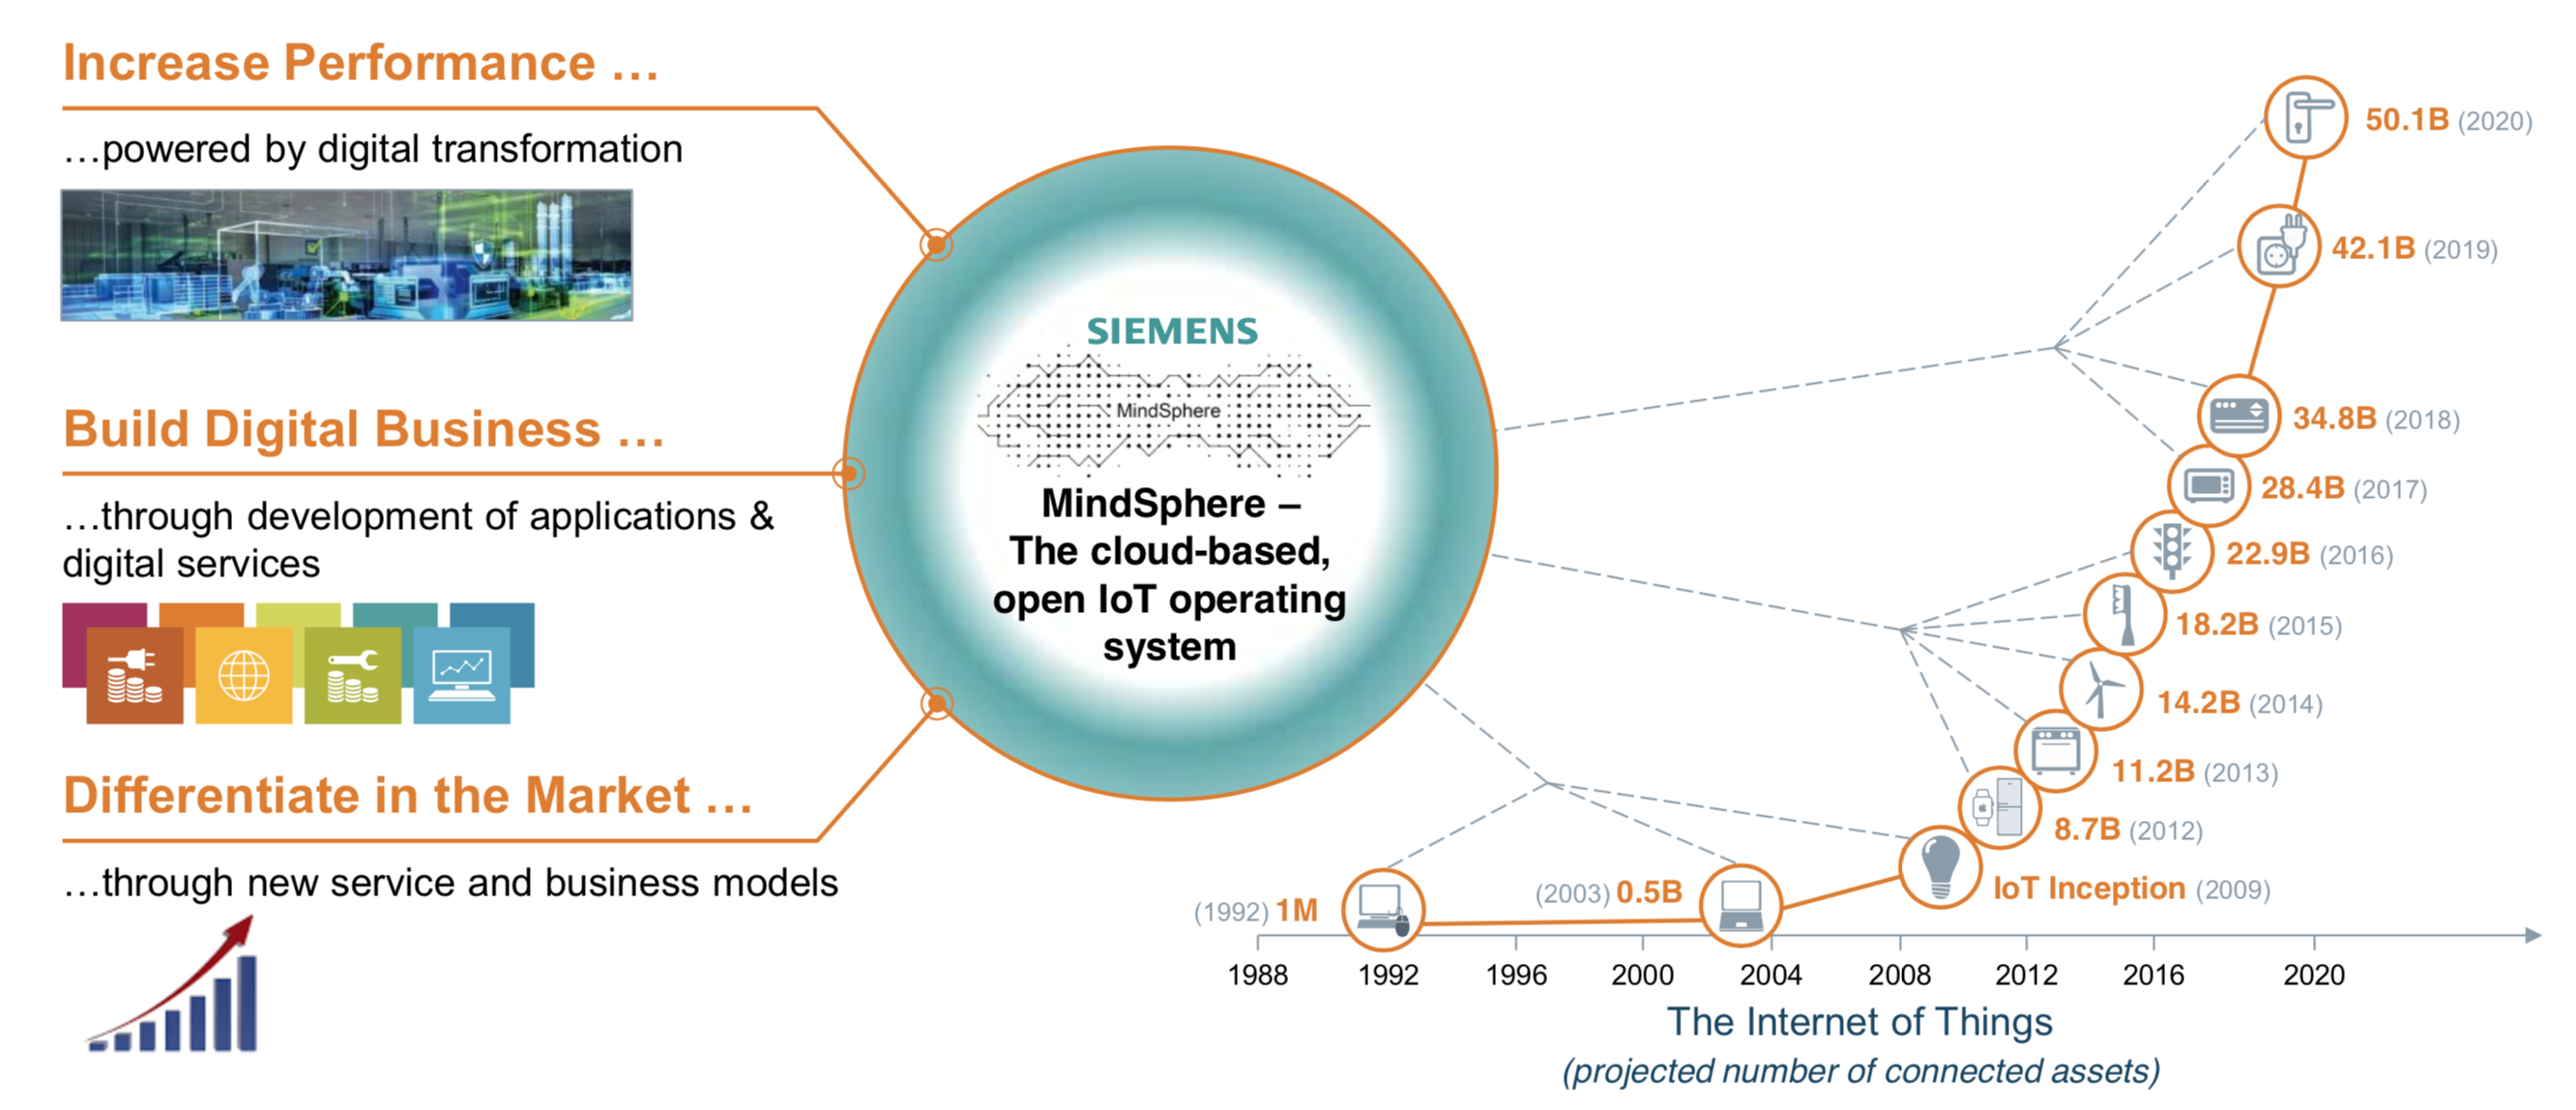 Increase Performance …
…powered by digital transformation
Build Digital Business …
…through development of applications &
digital services
Differentiate in the Market …
…through new service and business models
SIEMENS
MindSphere
MindSphere –
The cloud-based,
open IoT operating
system
50.1B (2020)
42.1B (2019)
34.8B (2018)
28.4B (2017)
22.9B (2016)
18.2B (2015)
14.2B (2014)
11.2B (2013)
8.7B (2012)
IoT Inception (2009)
(2003) 0.5B
(1992) 1M
1988 1992 1996 2000 2004 2008 2012 2016 2020
The Internet of Things
(projected number of connected assets)